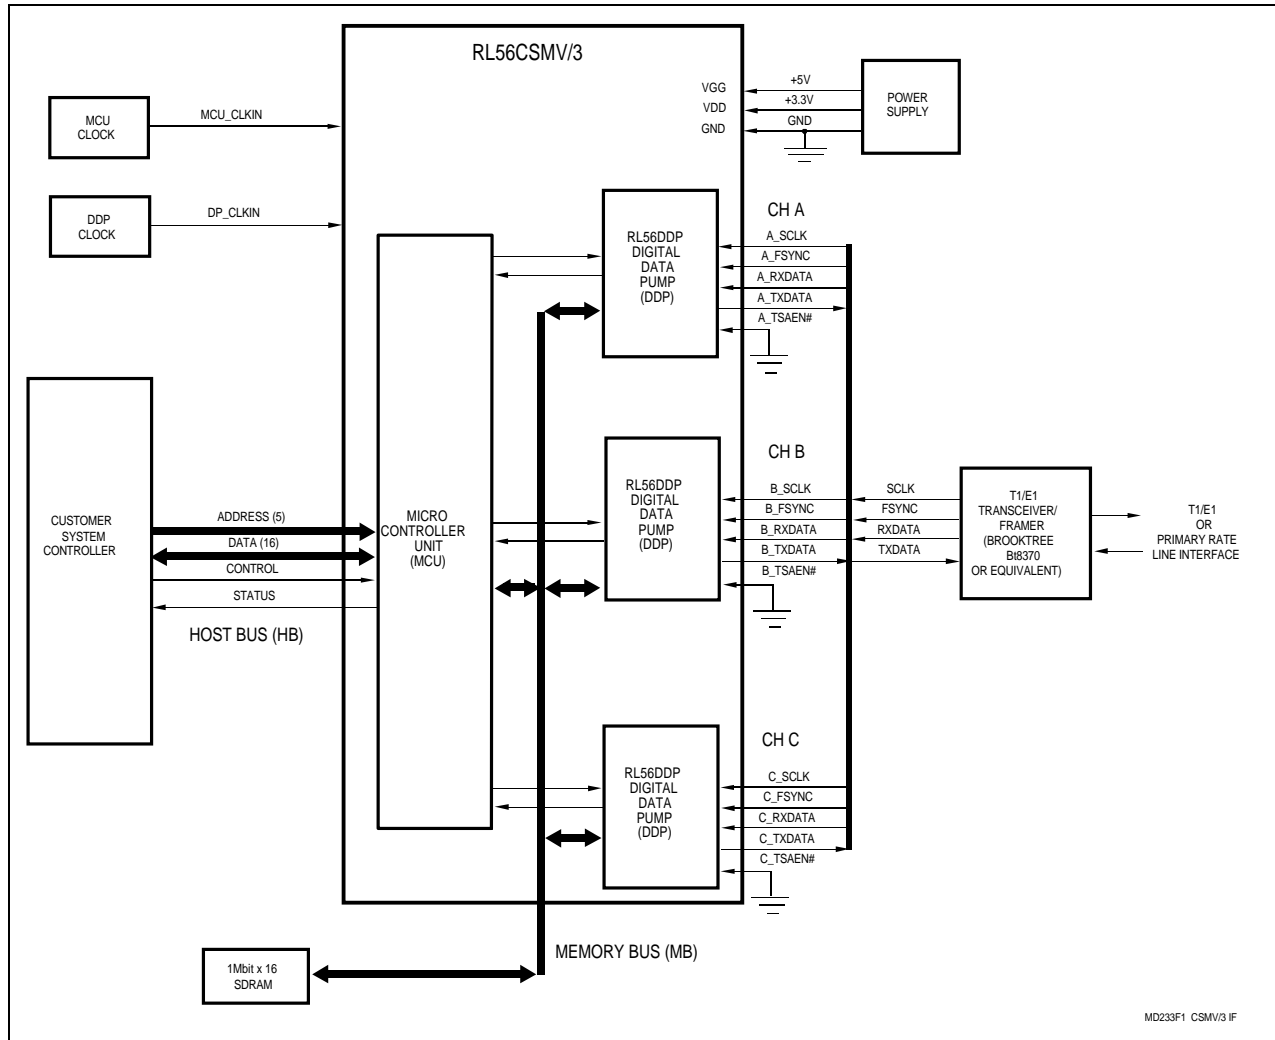 RL56CSMV/3
MCU
CLOCK
MCU_CLKIN
DDP
CLOCK
DP_CLKIN
VGG
VDD
GND
+5V
+3.3V
GND
POWER
SUPPLY
RL56DDP
DIGITAL
DATA
PUMP
(DDP)
CH A
A_SCLK
A_FSYNC
A_RXDATA
A_TXDATA
A_TSAEN#
CUSTOMER
SYSTEM
CONTROLLER
ADDRESS (5)
DATA (16)
CONTROL
STATUS
HOST BUS (HB)
MICRO
CONTROLLER
UNIT
(MCU)
RL56DDP
DIGITAL
DATA
PUMP
(DDP)
CH B
B_SCLK
B_FSYNC
B_RXDATA
B_TXDATA
B_TSAEN#
SCLK
FSYNC
RXDATA
TXDATA
T1/E1
TRANSCEIVER/
FRAMER
(BROOKTREE
Bt8370
OR EQUIVALENT)
T1/E1
OR
PRIMARY RATE
LINE INTERFACE
RL56DDP
DIGITAL
DATA
PUMP
(DDP)
CH C
C_SCLK
C_FSYNC
C_RXDATA
C_TXDATA
C_TSAEN#
1Mbit x 16
SDRAM
MEMORY BUS (MB)
MD233F1 CSMV/3 IF